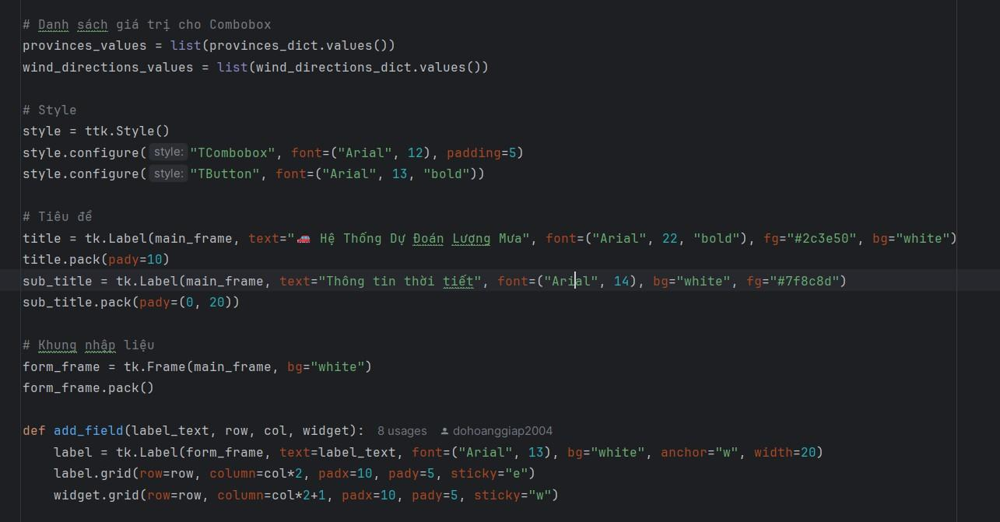 # Danh sách giá trị cho Combobox
provinces_values = list(provinces_dict.values())
wind_directions_values = list(wind_directions_dict.values())
# Style
style = ttk.Style()
style.configure( style: "TCombobox", font=("Arial", 12), padding=5)
style.configure( style: "TButton", font=("Arial", 13, "bold"))
# Tiêu đề
title = tk.Label(main_frame, text="🚗 Hệ Thống Dự Đoán Lượng Mưa", font=("Arial", 22, "bold"), fg="#2c3e50", bg="white")
title.pack(pady=10)
sub_title = tk.Label(main_frame, text="Thông tin thời tiết", font=("Arial", 14), bg="white", fg="#7f8c8d")
sub_title.pack(pady=(0, 20))
# Khung nhập liệu
form_frame = tk.Frame(main_frame, bg="white")
form_frame.pack()
def add_field(label_text, row, col, widget): 8 usages dohoanggiap2004
    label = tk.Label(form_frame, text=label_text, font=("Arial", 13), bg="white", anchor="w", width=20)
    label.grid(row=row, column=col*2, padx=10, pady=5, sticky="e")
    widget.grid(row=row, column=col*2+1, padx=10, pady=5, sticky="w")